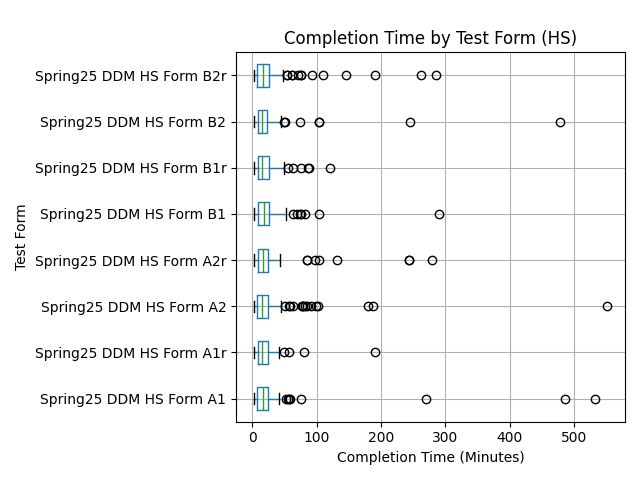 Completion Time by Test Form (HS)
Spring25 DDM HS Form B2r
Spring25 DDM HS Form B2
Spring25 DDM HS Form B1r
Spring25 DDM HS Form B1
Spring25 DDM HS Form A2r
Spring25 DDM HS Form A2
Spring25 DDM HS Form A1r
Spring25 DDM HS Form A1
Test Form
0 100 200 300 400 500
Completion Time (Minutes)